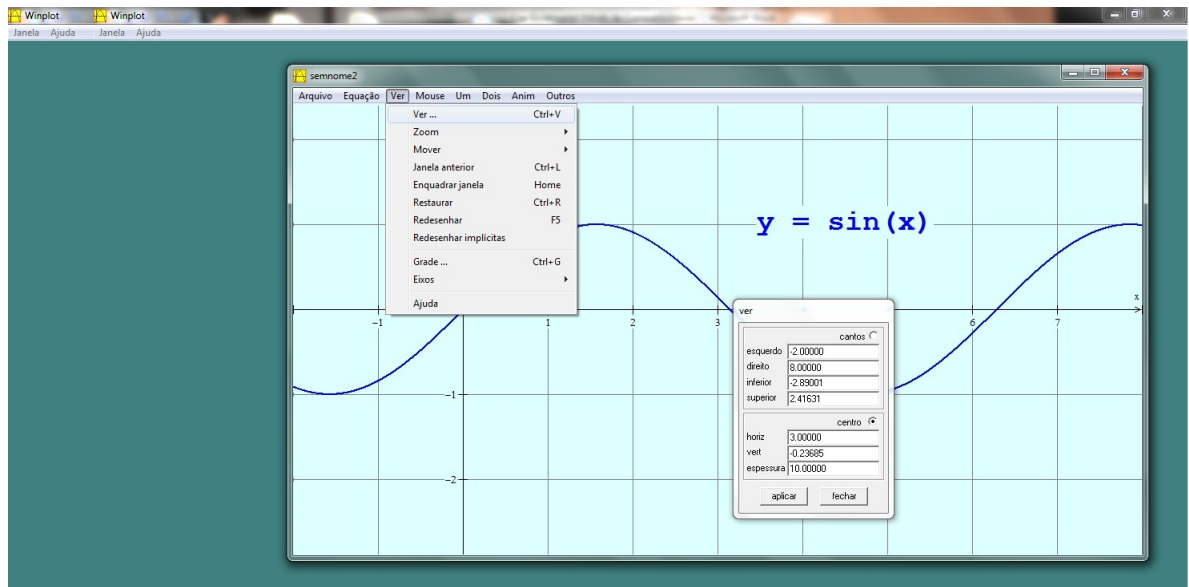 Winplot Winplot
Janela Ajuda Janela Ajuda
semnome2
Arquivo Equação Ver Mouse Um Dois Anim Outros
Ver ... Ctrl+V
Zoom
Mover
Janela anterior Ctrl+L
Enquadrar janela Home
Restaurar Ctrl+R
Redesenhar F5
Redesenhar implícitas
Grade ... Ctrl+G
Eixos
Ajuda
y = sin(x)
x
-1 1 2 3 6 7
-1
-2
ver
cantos
esquerdo -2.00000
direito 8.00000
inferior -2.89001
superior 2.41631
centro
horiz 3.00000
vert -0.23685
espessura 10.00000
aplicar fechar